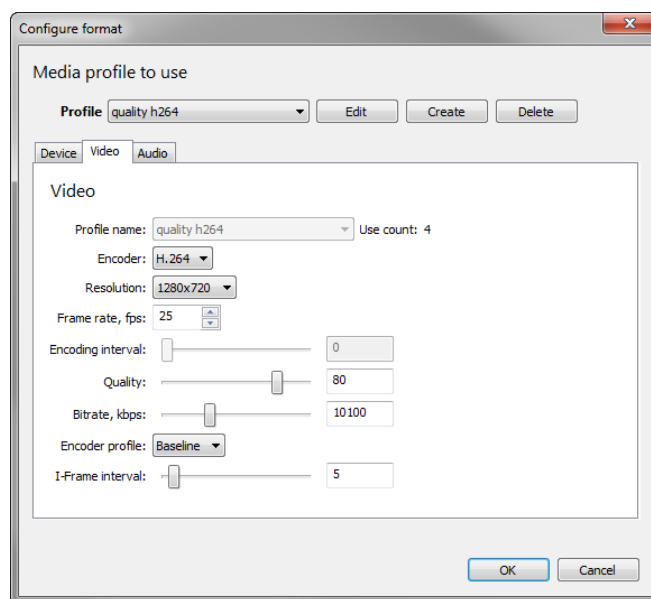 Configure format
Media profile to use
Profile quality h264 Edit Create Delete
Device Video Audio
Video
Profile name: quality h264 Use count: 4
Encoder: H.264
Resolution: 1280x720
Frame rate, fps: 25
Encoding interval: 0
Quality: 80
Bitrate, kbps: 10100
Encoder profile: Baseline
I-Frame interval: 5
OK Cancel